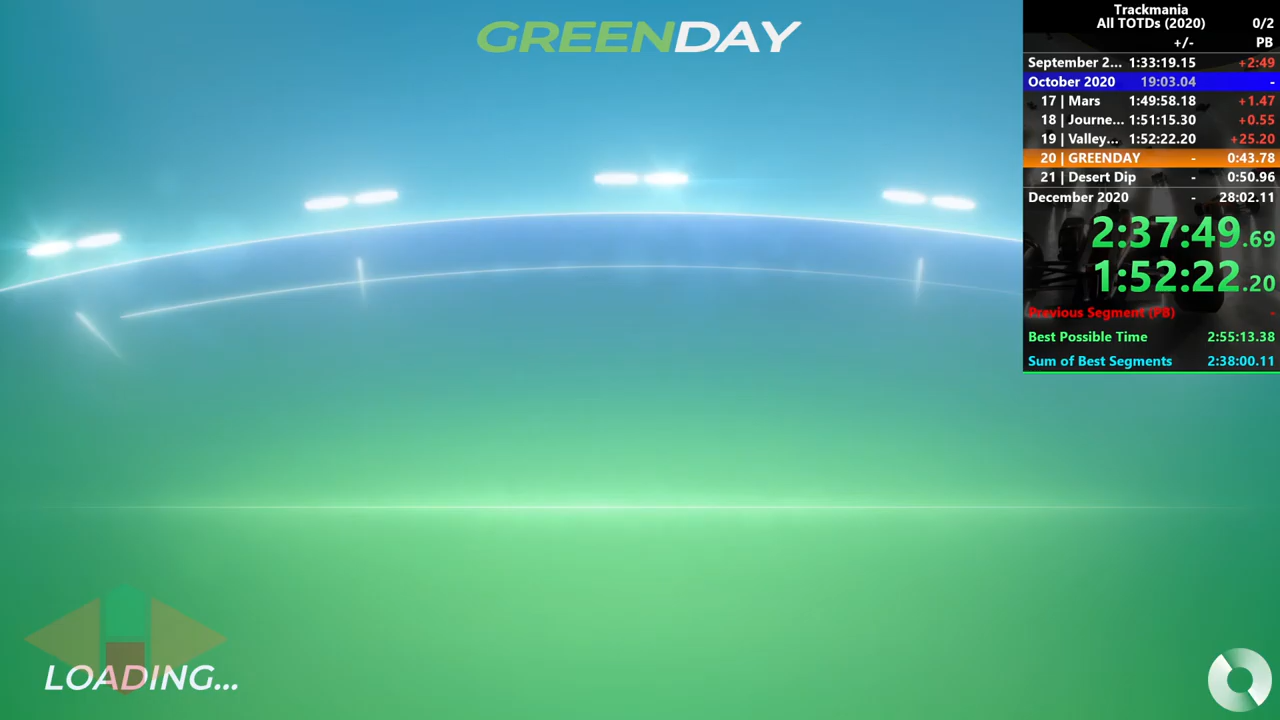 GREENDAY
Trackmania
All TOTDs (2020) 0/2
+/- PB
September 2... 1:33:19.15 +2:49
October 2020 19:03.04 -
17 | Mars 1:49:58.18 +1.47
18 | Journe... 1:51:15.30 +0.55
19 | Valley... 1:52:22.20 +25.20
20 | GREENDAY - 0:43.78
21 | Desert Dip - 0:50.96
December 2020 - 28:02.11
2:37:49.69
1:52:22.20
Previous Segment (PB) -
Best Possible Time 2:55:13.38
Sum of Best Segments 2:38:00.11
LOADING...